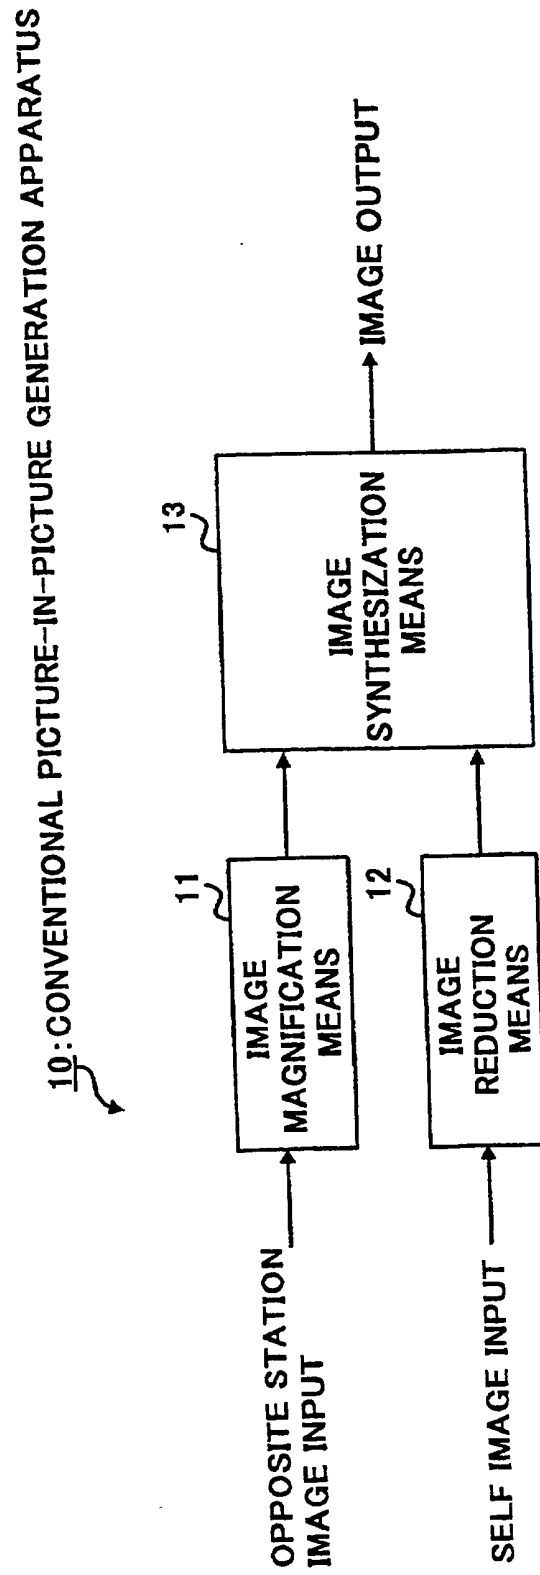 10:CONVENTIONAL PICTURE-IN-PICTURE GENERATION APPARATUS
OPPOSITE STATION
IMAGE INPUT
11
IMAGE
MAGNIFICATION
MEANS
SELF IMAGE INPUT
12
IMAGE
REDUCTION
MEANS
13
IMAGE
SYNTHESIZATION
MEANS
IMAGE OUTPUT